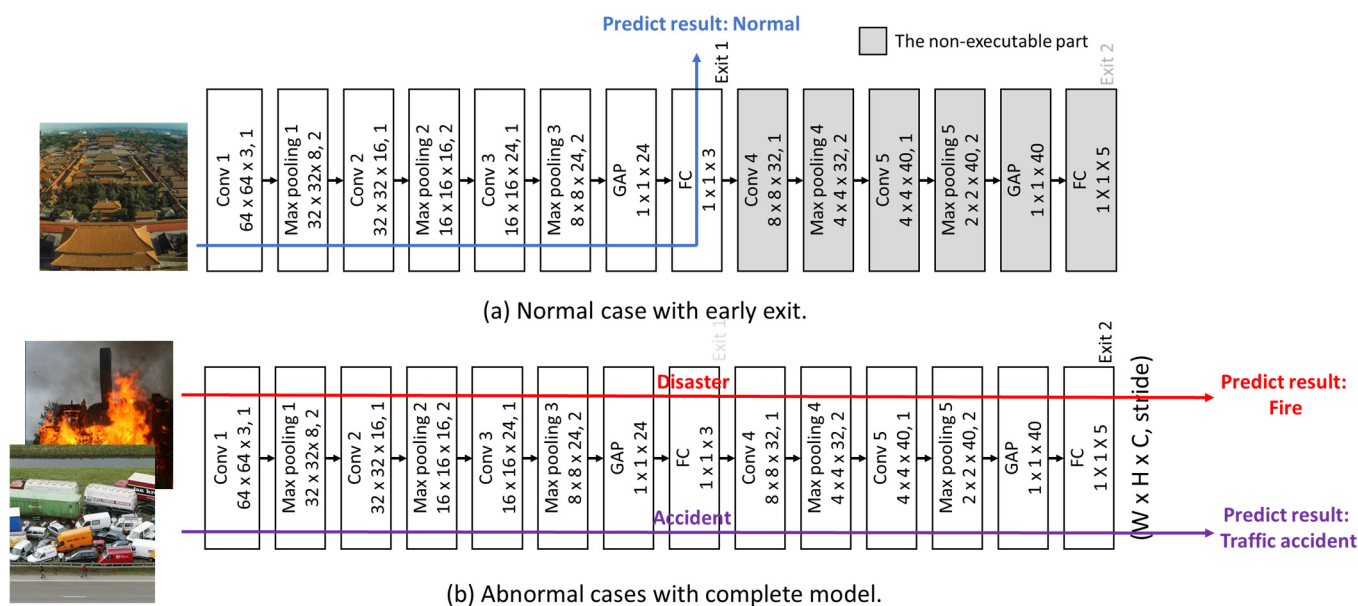 Predict result: Normal
The non-executable part
Exit 1
Exit 2
Conv 1
64 x 64 x 3, 1
Max pooling 1
32 x 32x 8, 2
Conv 2
32 x 32 x 16, 1
Max pooling 2
16 x 16 x 16, 2
Conv 3
16 x 16 x 24, 1
Max pooling 3
8 x 8 x 24, 2
GAP
1 x 1 x 24
FC
1 x 1 x 3
Conv 4
8 x 8 x 32, 1
Max pooling 4
4 x 4 x 32, 2
Conv 5
4 x 4 x 40, 1
Max pooling 5
2 x 2 x 40, 2
GAP
1 x 1 x 40
FC
1 x 1 X 5
(a) Normal case with early exit.
Exit 1
Exit 2
Disaster
Predict result:
Fire
Conv 1
64 x 64 x 3, 1
Max pooling 1
32 x 32x 8, 2
Conv 2
32 x 32 x 16, 1
Max pooling 2
16 x 16 x 16, 2
Conv 3
16 x 16 x 24, 1
Max pooling 3
8 x 8 x 24, 2
GAP
1 x 1 x 24
FC
1 x 1 x 3
Conv 4
8 x 8 x 32, 1
Max pooling 4
4 x 4 x 32, 2
Conv 5
4 x 4 x 40, 1
Max pooling 5
2 x 2 x 40, 2
GAP
1 x 1 x 40
FC
1 x 1 X 5
(W x H x C, stride)
Accident
Predict result:
Traffic accident
(b) Abnormal cases with complete model.